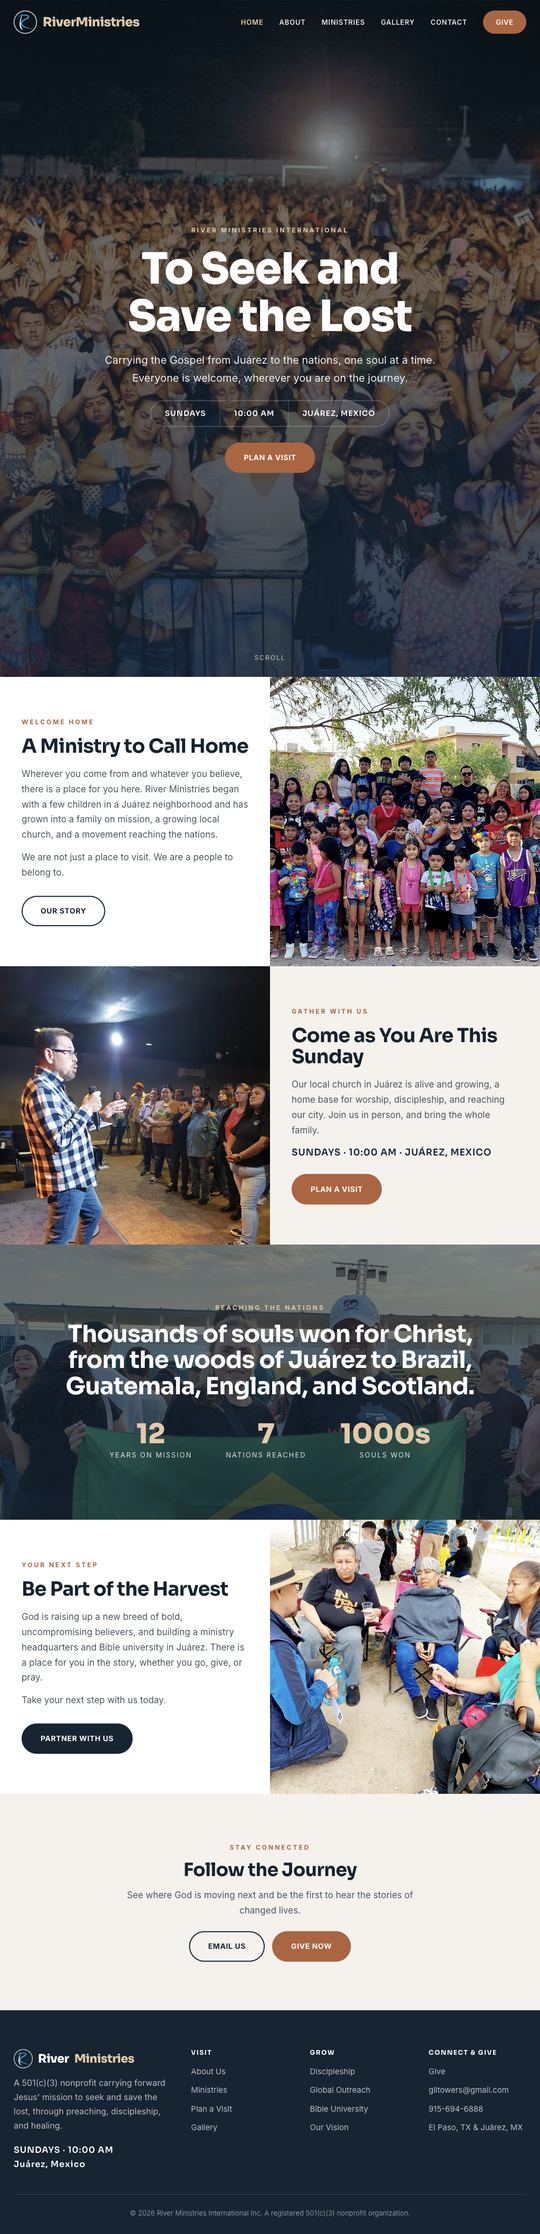 RiverMinistries
HOME ABOUT MINISTRIES GALLERY CONTACT GIVE
RIVER MINISTRIES INTERNATIONAL
To Seek and
Save the Lost
Carrying the Gospel from Juárez to the nations, one soul at a time.
Everyone is welcome, wherever you are on the journey.
SUNDAYS 10:00 AM JUÁREZ, MEXICO
PLAN A VISIT
SCROLL
WELCOME HOME
A Ministry to Call Home
Wherever you come from and whatever you believe,
there is a place for you here. River Ministries began
with a few children in a Juárez neighborhood and has
grown into a family on mission, a growing local
church, and a movement reaching the nations.
We are not just a place to visit. We are a people to
belong to.
OUR STORY
GATHER WITH US
Come as You Are This
Sunday
Our local church in Juárez is alive and growing, a
home base for worship, discipleship, and reaching
our city. Join us in person, and bring the whole
family.
SUNDAYS · 10:00 AM · JUÁREZ, MEXICO
PLAN A VISIT
REACHING THE NATIONS
Thousands of souls won for Christ,
from the woods of Juárez to Brazil,
Guatemala, England, and Scotland.
12 7 1000s
YEARS ON MISSION NATIONS REACHED SOULS WON
YOUR NEXT STEP
Be Part of the Harvest
God is raising up a new breed of bold,
uncompromising believers, and building a ministry
headquarters and Bible university in Juárez. There is
a place for you in the story, whether you go, give, or
pray.
Take your next step with us today.
PARTNER WITH US
STAY CONNECTED
Follow the Journey
See where God is moving next and be the first to hear the stories of
changed lives.
EMAIL US GIVE NOW
River Ministries
A 501(c)(3) nonprofit carrying forward
Jesus' mission to seek and save the
lost, through preaching, discipleship,
and healing.
SUNDAYS · 10:00 AM
Juárez, Mexico
VISIT
About Us
Ministries
Plan a Visit
Gallery
GROW
Discipleship
Global Outreach
Bible University
Our Vision
CONNECT & GIVE
Give
giltowers@gmail.com
915-694-6888
El Paso, TX & Juárez, MX
© 2026 River Ministries International Inc. A registered 501(c)(3) nonprofit organization.